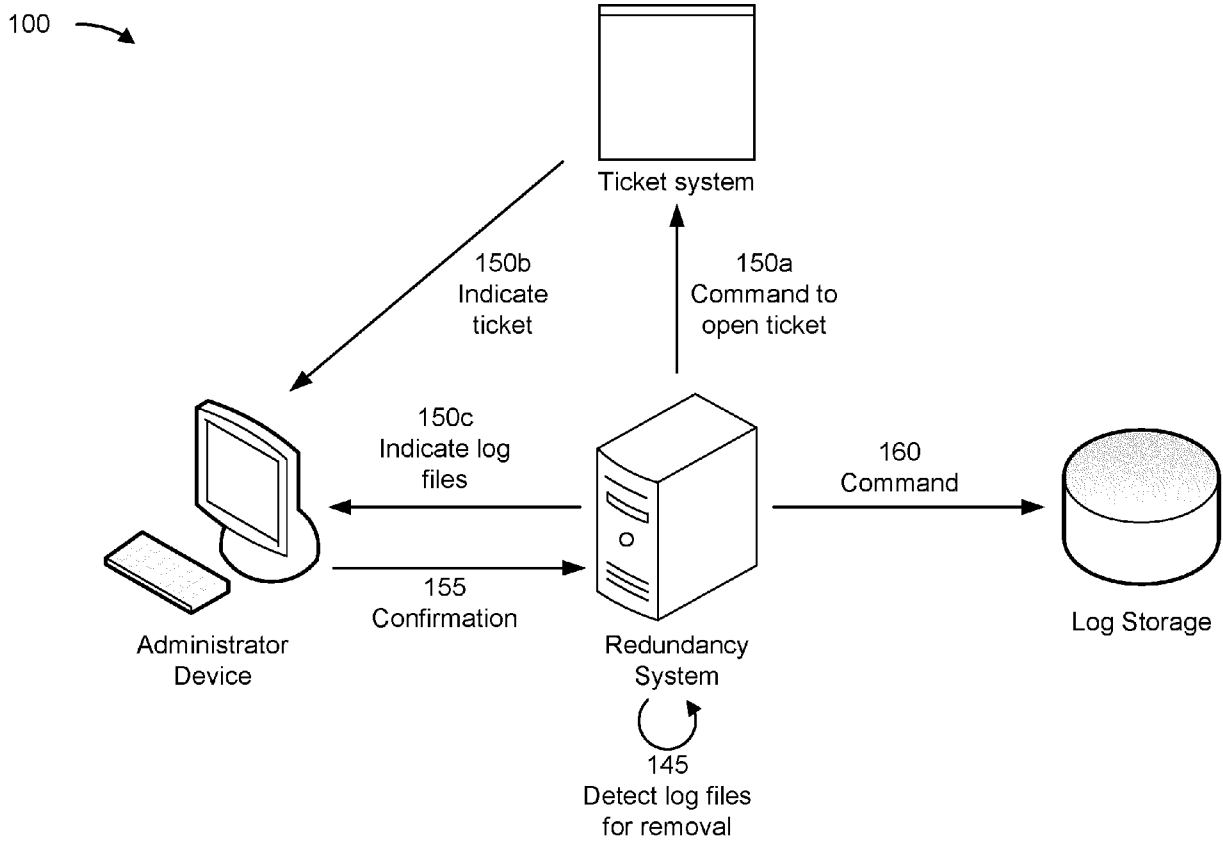 100
Ticket system
150b
Indicate
ticket
150a
Command to
open ticket
150c
Indicate log
files
160
Command
155
Confirmation
Administrator
Device
Redundancy
System
Log Storage
145
Detect log files
for removal